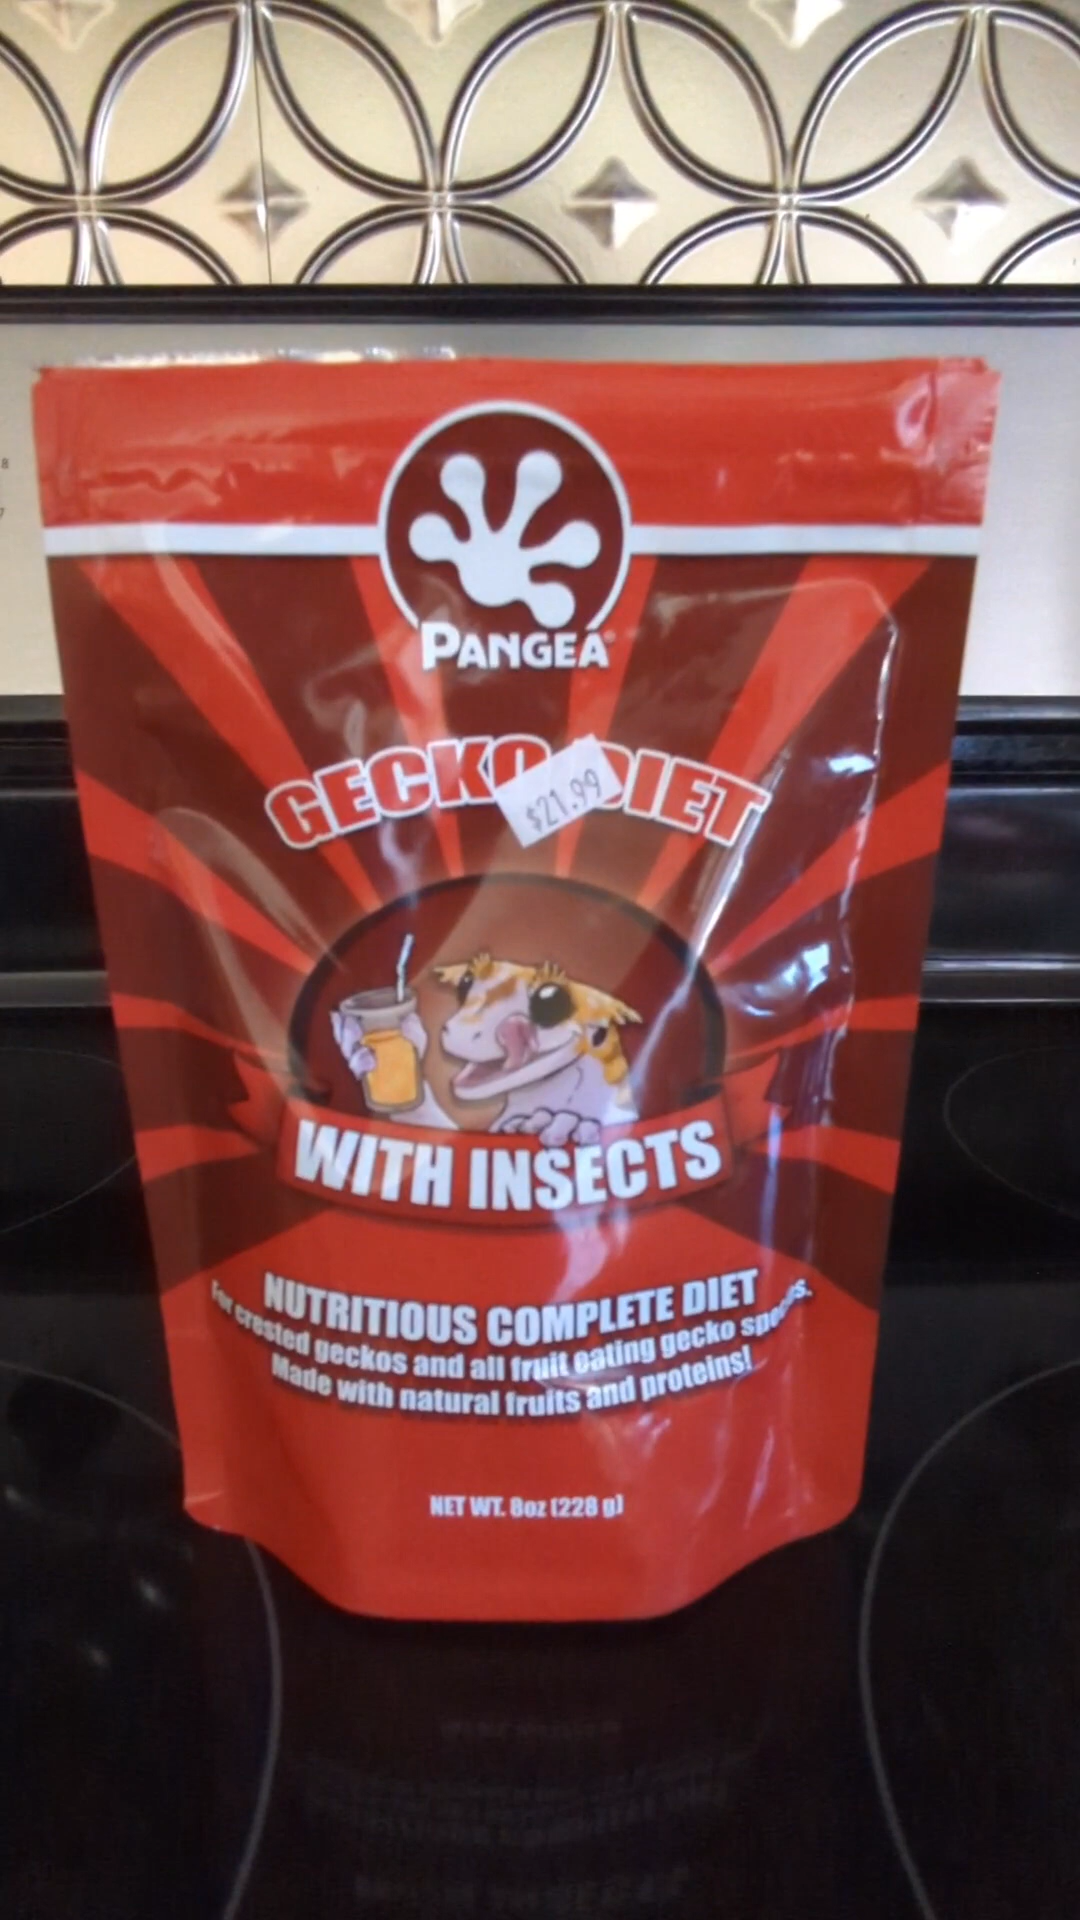 PANGEA®
GECKO DIET
$21.99
WITH INSECTS
NUTRITIOUS COMPLETE DIET
For crested geckos and all fruit eating gecko species.
Made with natural fruits and proteins!
NET WT. 8oz (228 g)
8